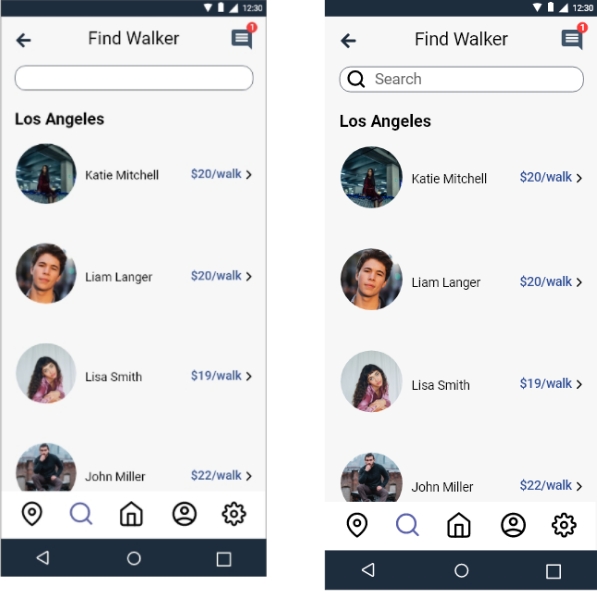 12:30
Find Walker
1
Los Angeles
Katie Mitchell $20/walk
Liam Langer $20/walk
Lisa Smith $19/walk
John Miller $22/walk
12:30
Find Walker
1
Search
Los Angeles
Katie Mitchell $20/walk
Liam Langer $20/walk
Lisa Smith $19/walk
John Miller $22/walk